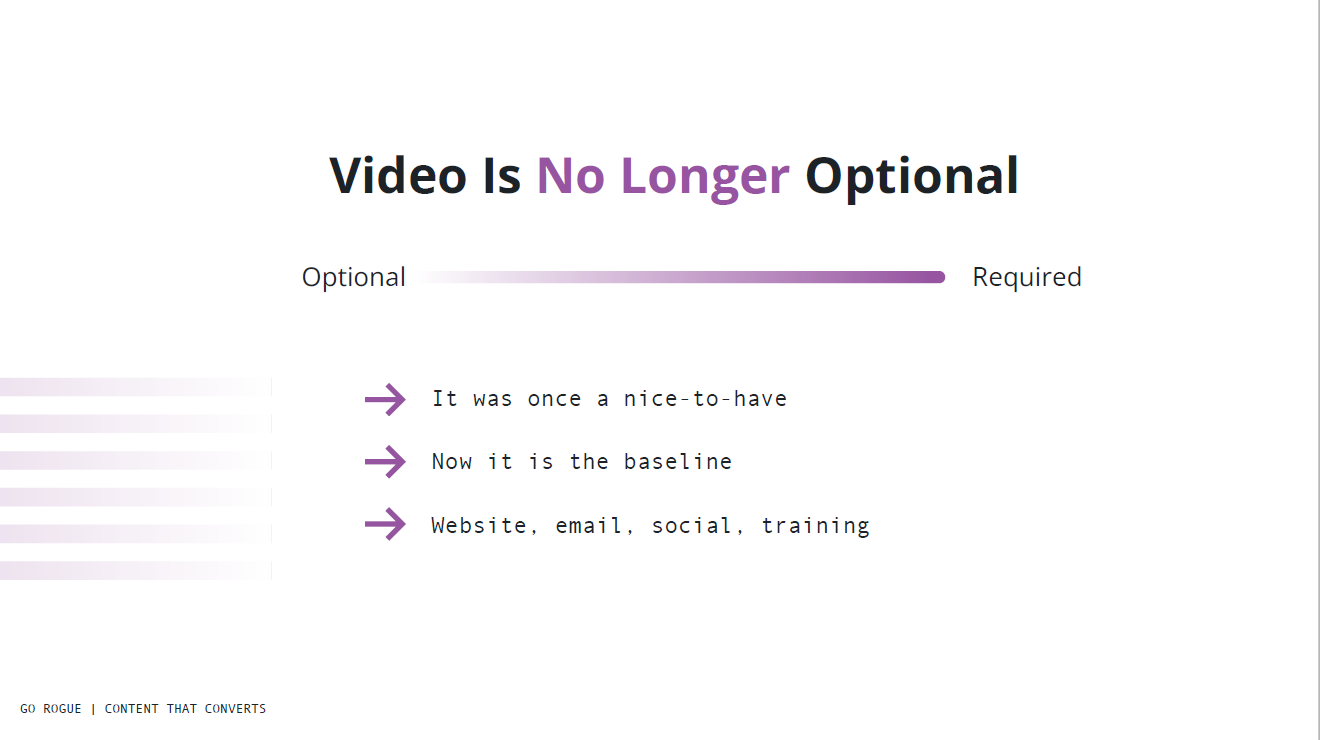 Video Is No Longer Optional
Optional
Required
It was once a nice-to-have
Now it is the baseline
Website, email, social, training
GO ROGUE | CONTENT THAT CONVERTS